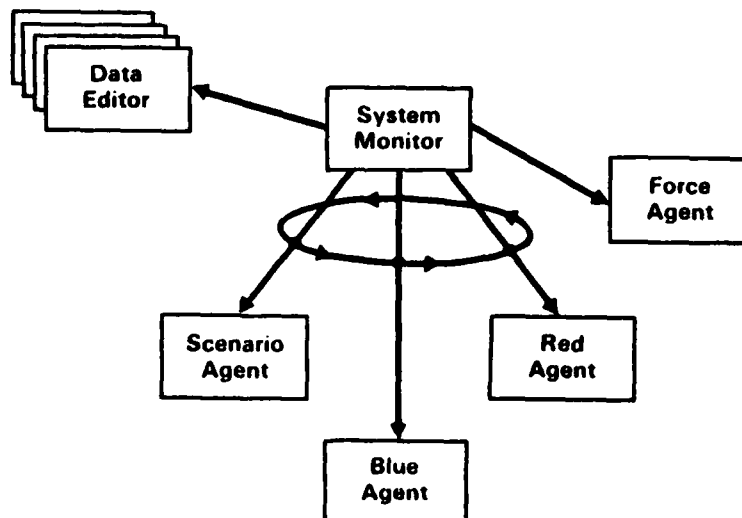 Data
Editor
System
Monitor
Force
Agent
Scenario
Agent
Red
Agent
Blue
Agent